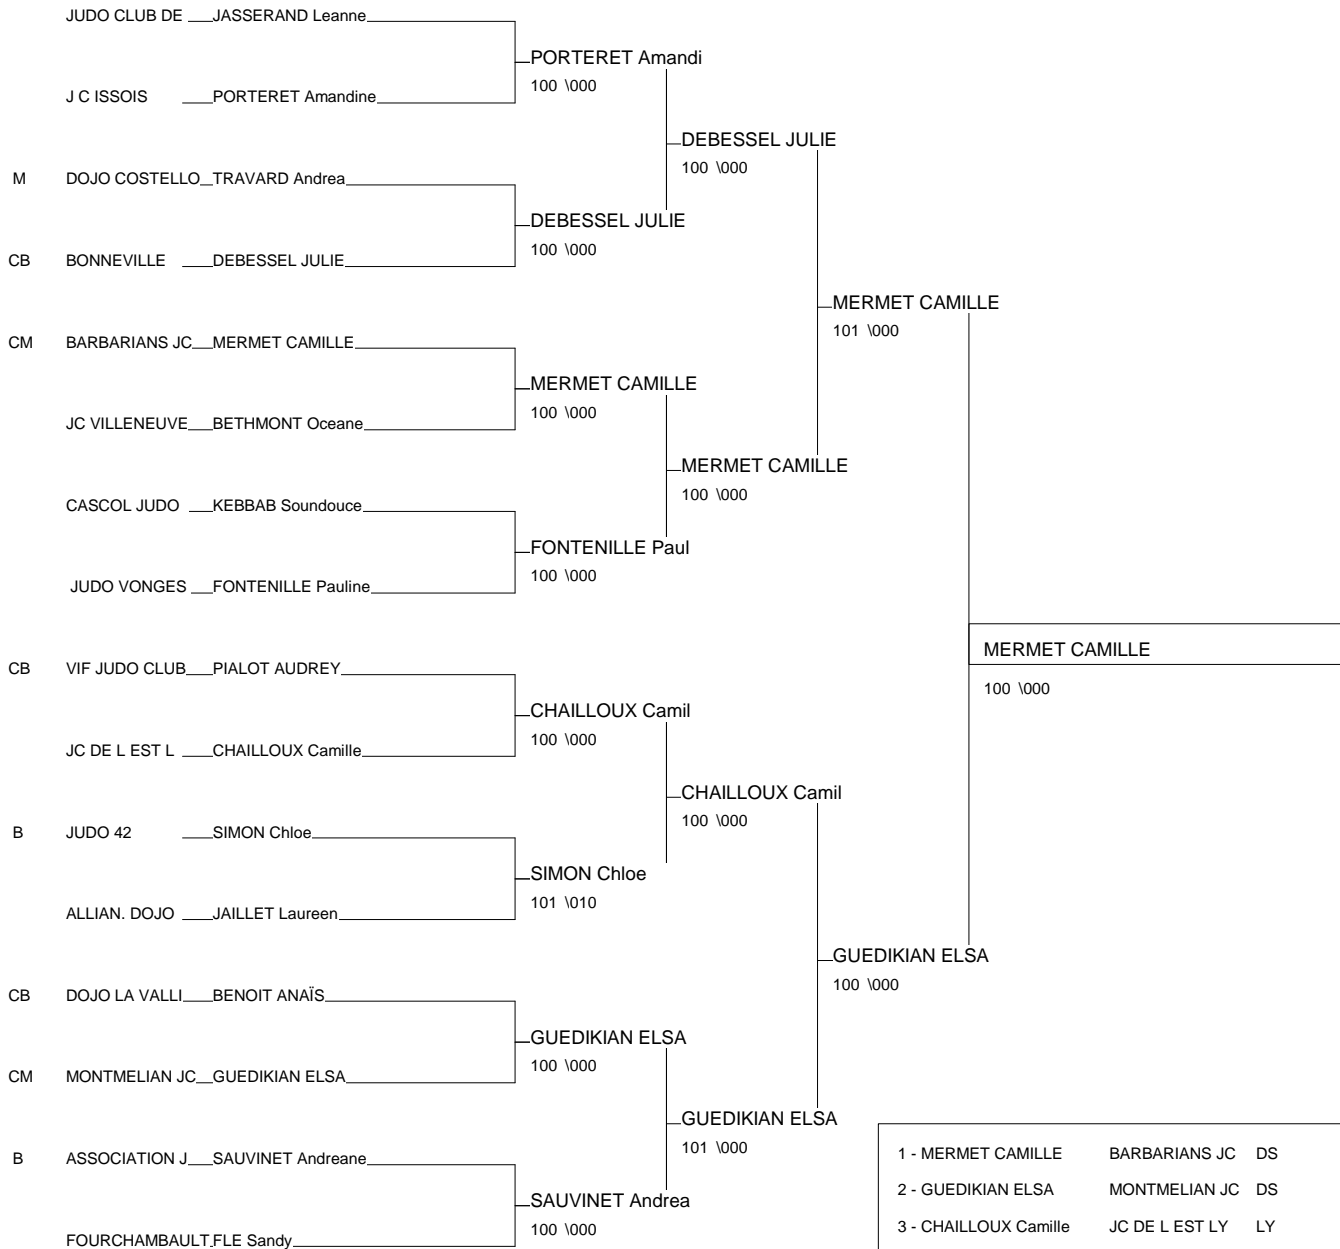 JUDO CLUB DE JASSERAND Leanne
PORTERET Amandi
100 \000
J C ISSOIS PORTERET Amandine
DEBESSEL JULIE
100 \000
M DOJO COSTELLO TRAVARD Andrea
DEBESSEL JULIE
100 \000
CB BONNEVILLE DEBESSEL JULIE
MERMET CAMILLE
101 \000
CM BARBARIANS JC MERMET CAMILLE
MERMET CAMILLE
100 \000
JC VILLENEUVE BETHMONT Oceane
MERMET CAMILLE
100 \000
CASCOL JUDO KEBBAB Soundouce
FONTENILLE Paul
100 \000
JUDO VONGES FONTENILLE Pauline
MERMET CAMILLE
100 \000
CB VIF JUDO CLUB PIALOT AUDREY
CHAILLOUX Camil
100 \000
JC DE L EST L CHAILLOUX Camille
CHAILLOUX Camil
100 \000
B JUDO 42 SIMON Chloe
SIMON Chloe
101 \010
ALLIAN. DOJO JAILLET Laureen
GUEDIKIAN ELSA
100 \000
CB DOJO LA VALLI BENOIT ANAÏS
GUEDIKIAN ELSA
100 \000
CM MONTMELIAN JC GUEDIKIAN ELSA
GUEDIKIAN ELSA
101 \000
B ASSOCIATION J SAUVINET Andreane
SAUVINET Andrea
100 \000
FOURCHAMBAULT FLE Sandy
1 - MERMET CAMILLE BARBARIANS JC DS
2 - GUEDIKIAN ELSA MONTMELIAN JC DS
3 - CHAILLOUX Camille JC DE L EST LY LY